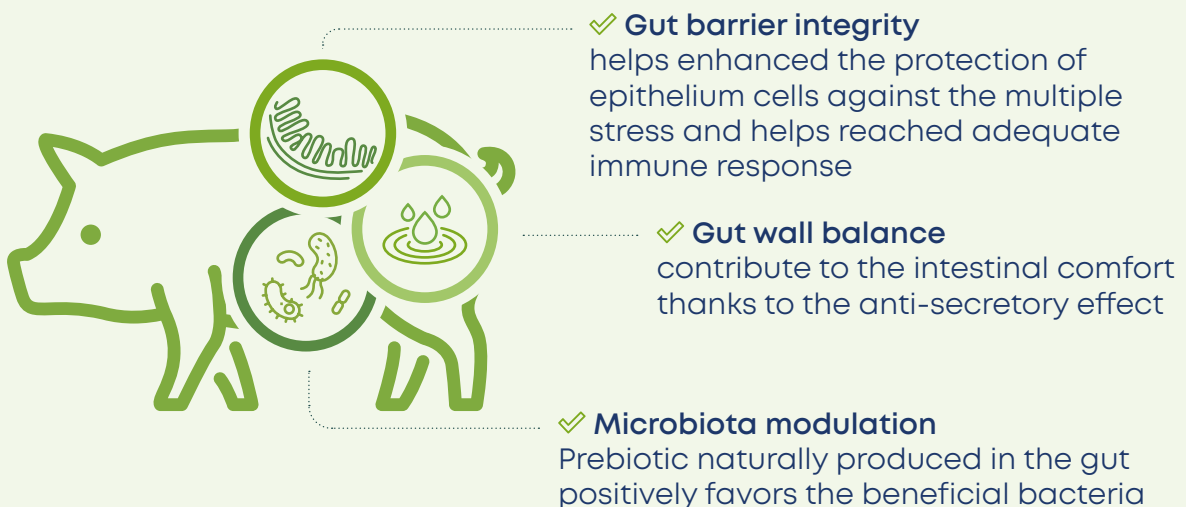 Gut barrier integrity
helps enhanced the protection of
epithelium cells against the multiple
stress and helps reached adequate
immune response
Gut wall balance
contribute to the intestinal comfort
thanks to the anti-secretory effect
Microbiota modulation
Prebiotic naturally produced in the gut
positively favors the beneficial bacteria